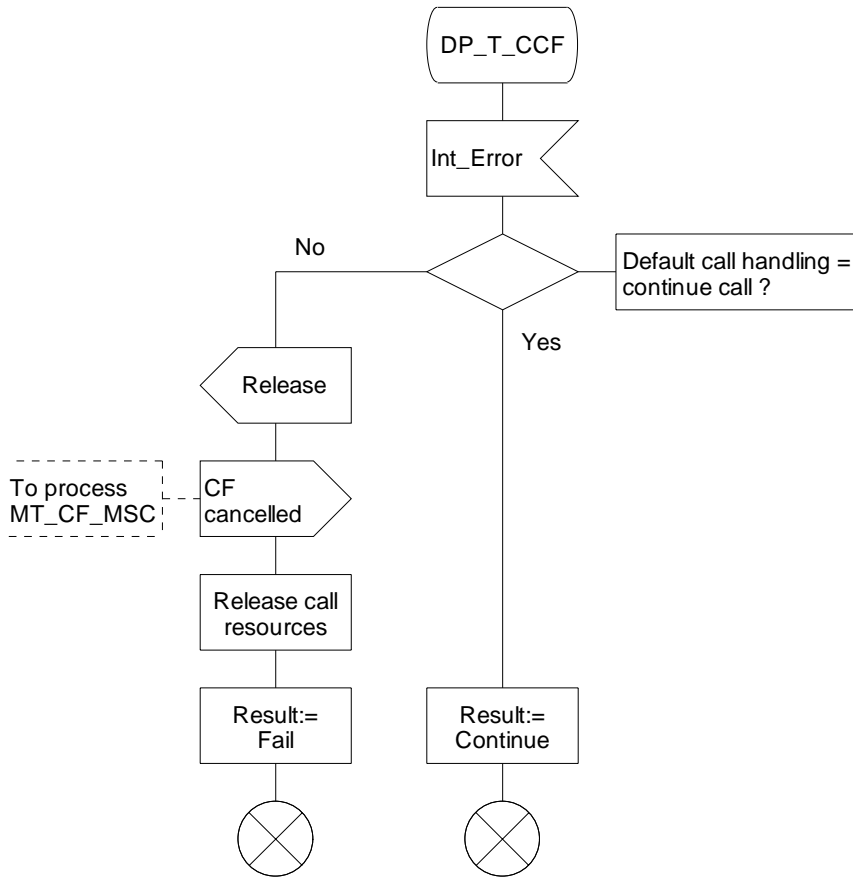 DP_T_CCF
Int_Error
No
Default call handling =
continue call ?
Yes
Release
To process
MT_CF_MSC
CF
cancelled
Release call
resources
Result:=
Fail
Result:=
Continue